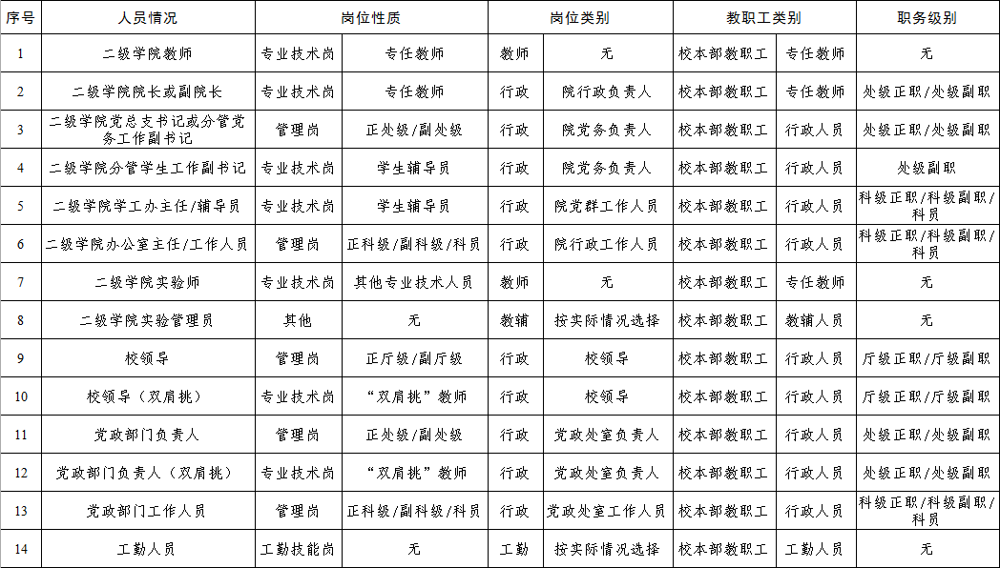 序号 人员情况 岗位性质 岗位类别 教职工类别 职务级别
1 二级学院教师 专业技术岗 专任教师 教师 无 校本部教职工 专任教师 无
2 二级学院院长或副院长 专业技术岗 专任教师 行政 院行政负责人 校本部教职工 专任教师 处级正职/处级副职
3 二级学院党总支书记或分管党
务工作副书记 管理岗 正处级/副处级 行政 院党务负责人 校本部教职工 行政人员 处级正职/处级副职
4 二级学院分管学生工作副书记 专业技术岗 学生辅导员 行政 院党务负责人 校本部教职工 行政人员 处级副职
5 二级学院学工办主任/辅导员 专业技术岗 学生辅导员 行政 院党群工作人员 校本部教职工 行政人员 科级正职/科级副职/
科员
6 二级学院办公室主任/工作人员 管理岗 正科级/副科级/科员 行政 院行政工作人员 校本部教职工 行政人员 科级正职/科级副职/
科员
7 二级学院实验师 专业技术岗 其他专业技术人员 教师 无 校本部教职工 专任教师 无
8 二级学院实验管理员 其他 无 教辅 按实际情况选择 校本部教职工 教辅人员 无
9 校领导 管理岗 正厅级/副厅级 行政 校领导 校本部教职工 行政人员 厅级正职/厅级副职
10 校领导（双肩挑） 专业技术岗 “双肩挑”教师 行政 校领导 校本部教职工 行政人员 厅级正职/厅级副职
11 党政部门负责人 管理岗 正处级/副处级 行政 党政处室负责人 校本部教职工 行政人员 处级正职/处级副职
12 党政部门负责人（双肩挑） 专业技术岗 “双肩挑”教师 行政 党政处室负责人 校本部教职工 行政人员 处级正职/处级副职
13 党政部门工作人员 管理岗 正科级/副科级/科员 行政 党政处室工作人员 校本部教职工 行政人员 科级正职/科级副职/
科员
14 工勤人员 工勤技能岗 无 工勤 按实际情况选择 校本部教职工 工勤人员 无